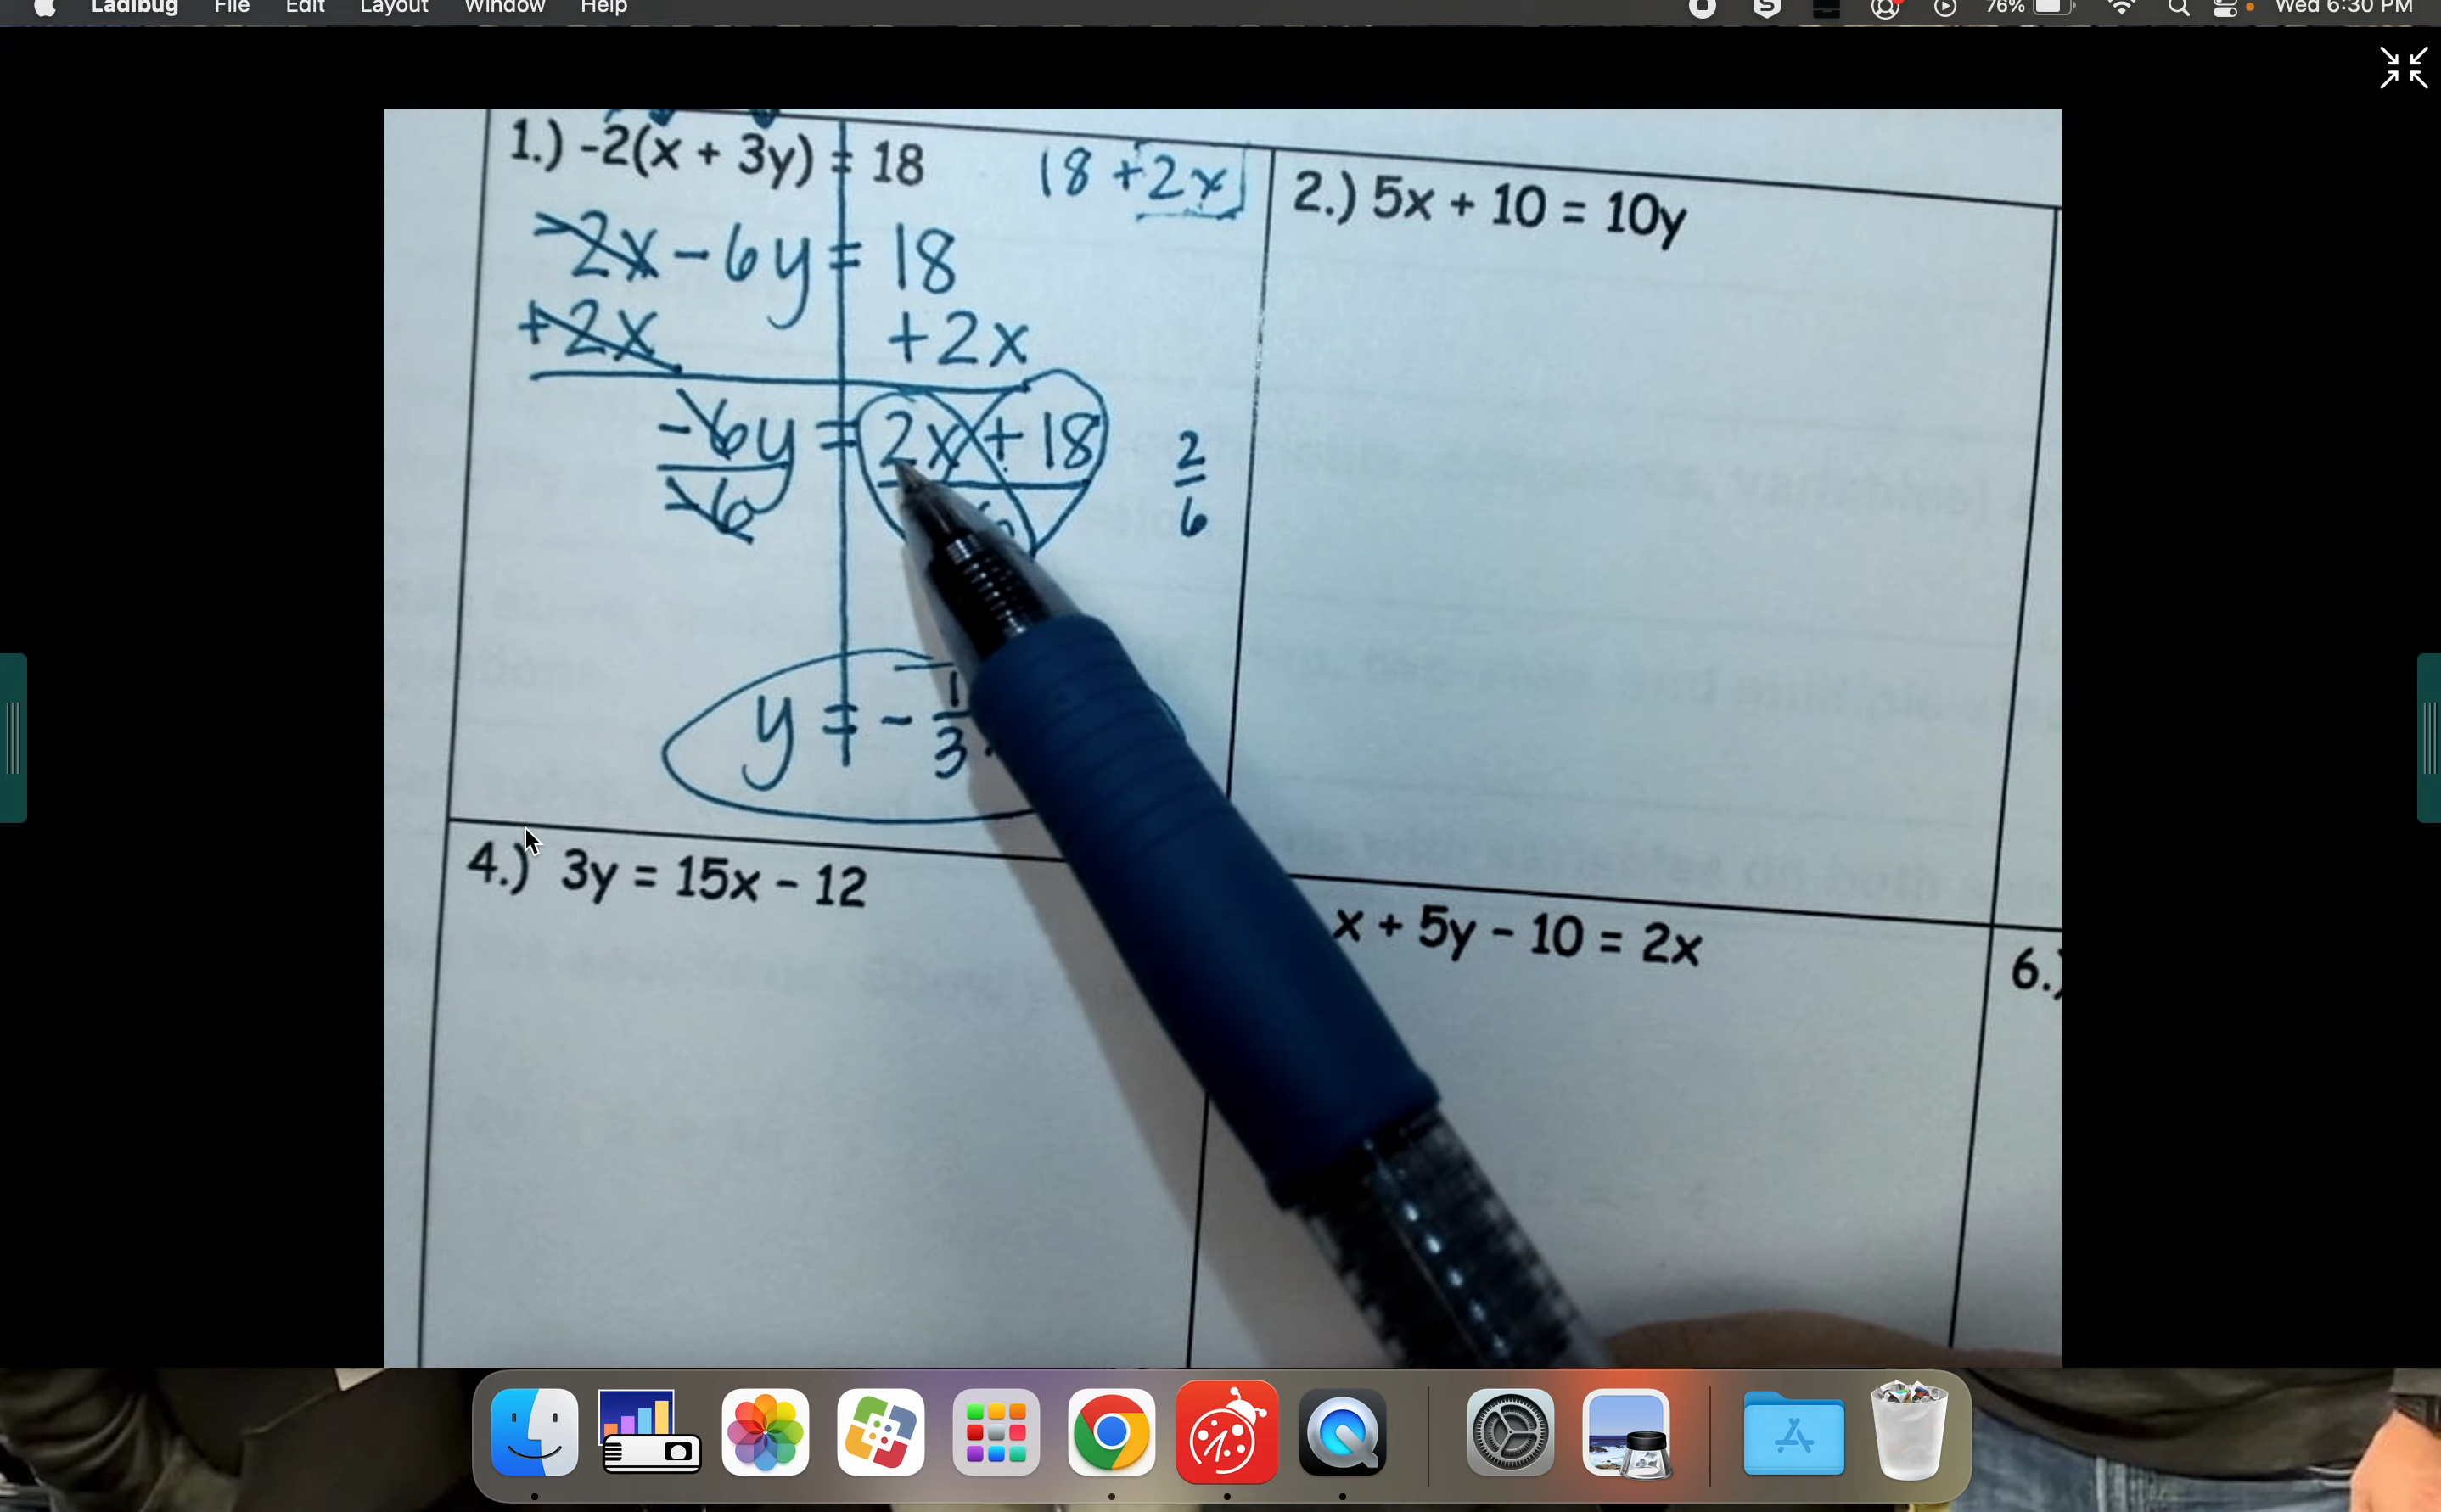 Ladibug File Edit Layout Window Help 76% Wed 6:30 PM
1.) -2(x + 3y) = 18
18 +2x
-2x - 6y = 18
+2x +2x
-6y = 2x + 18
-6
2
6
y = - 1
3
2.) 5x + 10 = 10y
4.) 3y = 15x - 12
x + 5y - 10 = 2x
6.)